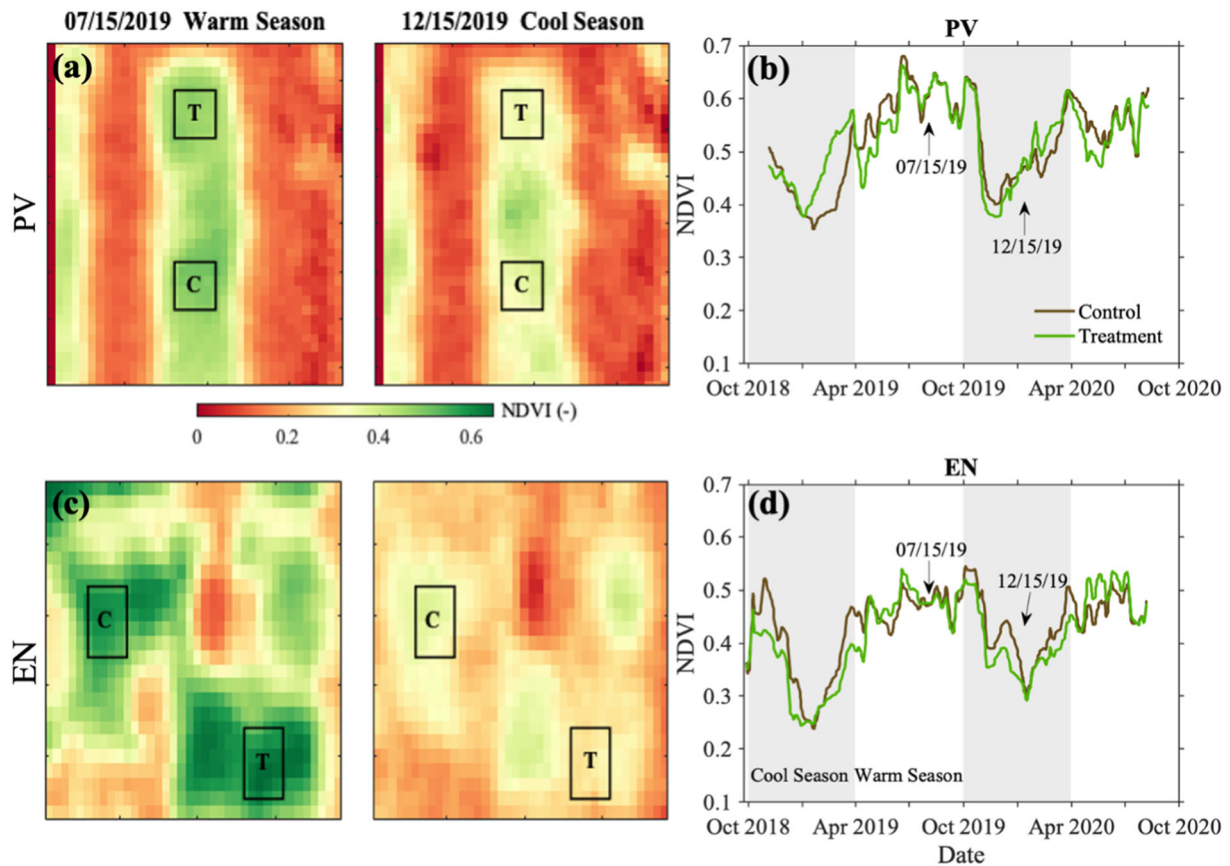 07/15/2019 Warm Season
12/15/2019 Cool Season
PV
(a)
T
C
T
C
(b)
0.7
0.6
0.5
0.4
0.3
0.2
0.1
NDVI
07/15/19
12/15/19
Control
Treatment
Oct 2018
Apr 2019
Oct 2019
Apr 2020
Oct 2020
PV
NDVI (-)
0
0.2
0.4
0.6
EN
(c)
C
T
C
T
EN
(d)
0.7
0.6
0.5
0.4
0.3
0.2
0.1
NDVI
07/15/19
12/15/19
Cool Season Warm Season
Oct 2018
Apr 2019
Oct 2019
Apr 2020
Oct 2020
Date